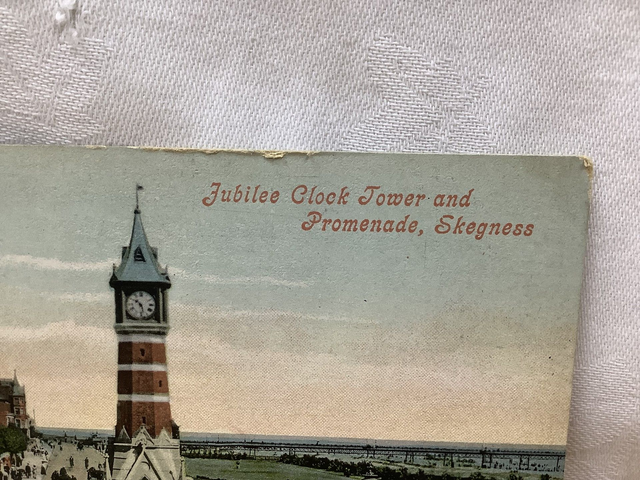 Jubilee Clock Tower and
Promenade, Skegness